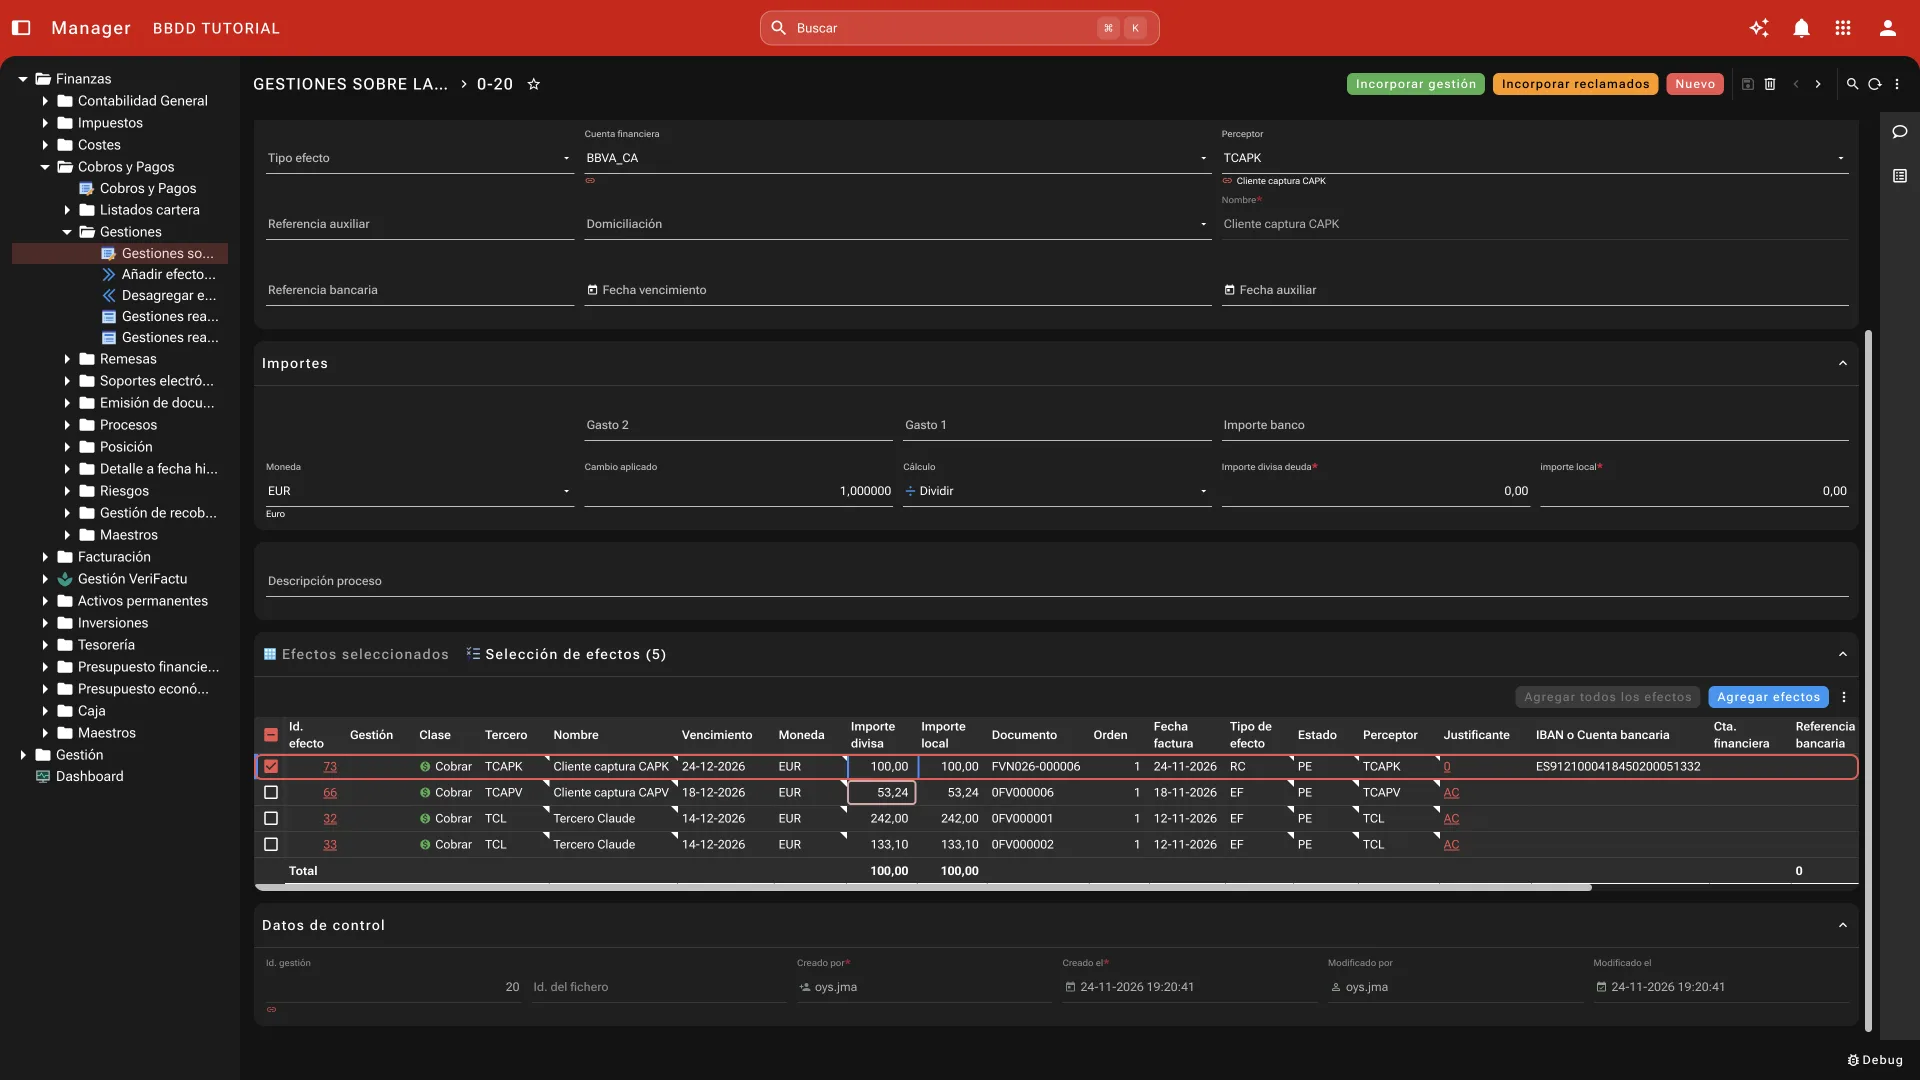 Manager
BBDD TUTORIAL
Buscar
⌘ K
Finanzas
Contabilidad General
Impuestos
Costes
Cobros y Pagos
Cobros y Pagos
Listados cartera
Gestiones
Gestiones so...
Añadir efecto...
Desagregar e...
Gestiones rea...
Gestiones rea...
Remesas
Soportes electró...
Emisión de docu...
Procesos
Posición
Detalle a fecha hi...
Riesgos
Gestión de recob...
Maestros
Facturación
Gestión VeriFactu
Activos permanentes
Inversiones
Tesorería
Presupuesto financie...
Presupuesto econó...
Caja
Maestros
Gestión
Dashboard
GESTIONES SOBRE LA... > 0-20
Incorporar gestión
Incorporar reclamados
Nuevo
Tipo efecto
Cuenta financiera
BBVA_CA
Perceptor
TCAPK
Cliente captura CAPK
Referencia auxiliar
Domiciliación
Nombre*
Cliente captura CAPK
Referencia bancaria
Fecha vencimiento
Fecha auxiliar
Importes
Gasto 2
Gasto 1
Importe banco
Moneda
EUR
Euro
Cambio aplicado
1,000000
Cálculo
Dividir
Importe divisa deuda*
0,00
importe local*
0,00
Descripción proceso
Efectos seleccionados
Selección de efectos (5)
Agregar todos los efectos
Agregar efectos
Id. efecto Gestión Clase Tercero Nombre Vencimiento Moneda Importe divisa Importe local Documento Orden Fecha factura Tipo de efecto Estado Perceptor Justificante IBAN o Cuenta bancaria Cta. financiera Referencia bancaria
73 Cobrar TCAPK Cliente captura CAPK 24-12-2026 EUR 100,00 100,00 FVN026-000006 1 24-11-2026 RC PE TCAPK 0 ES9121000418450200051332
66 Cobrar TCAPV Cliente captura CAPV 18-12-2026 EUR 53,24 53,24 0FV000006 1 18-11-2026 EF PE TCAPV AC
32 Cobrar TCL Tercero Claude 14-12-2026 EUR 242,00 242,00 0FV000001 1 12-11-2026 EF PE TCL AC
33 Cobrar TCL Tercero Claude 14-12-2026 EUR 133,10 133,10 0FV000002 1 12-11-2026 EF PE TCL AC
Total 100,00 100,00 0
Datos de control
Id. gestión
20
Id. del fichero
Creado por*
oys.jma
Creado el*
24-11-2026 19:20:41
Modificado por
oys.jma
Modificado el
24-11-2026 19:20:41
Debug